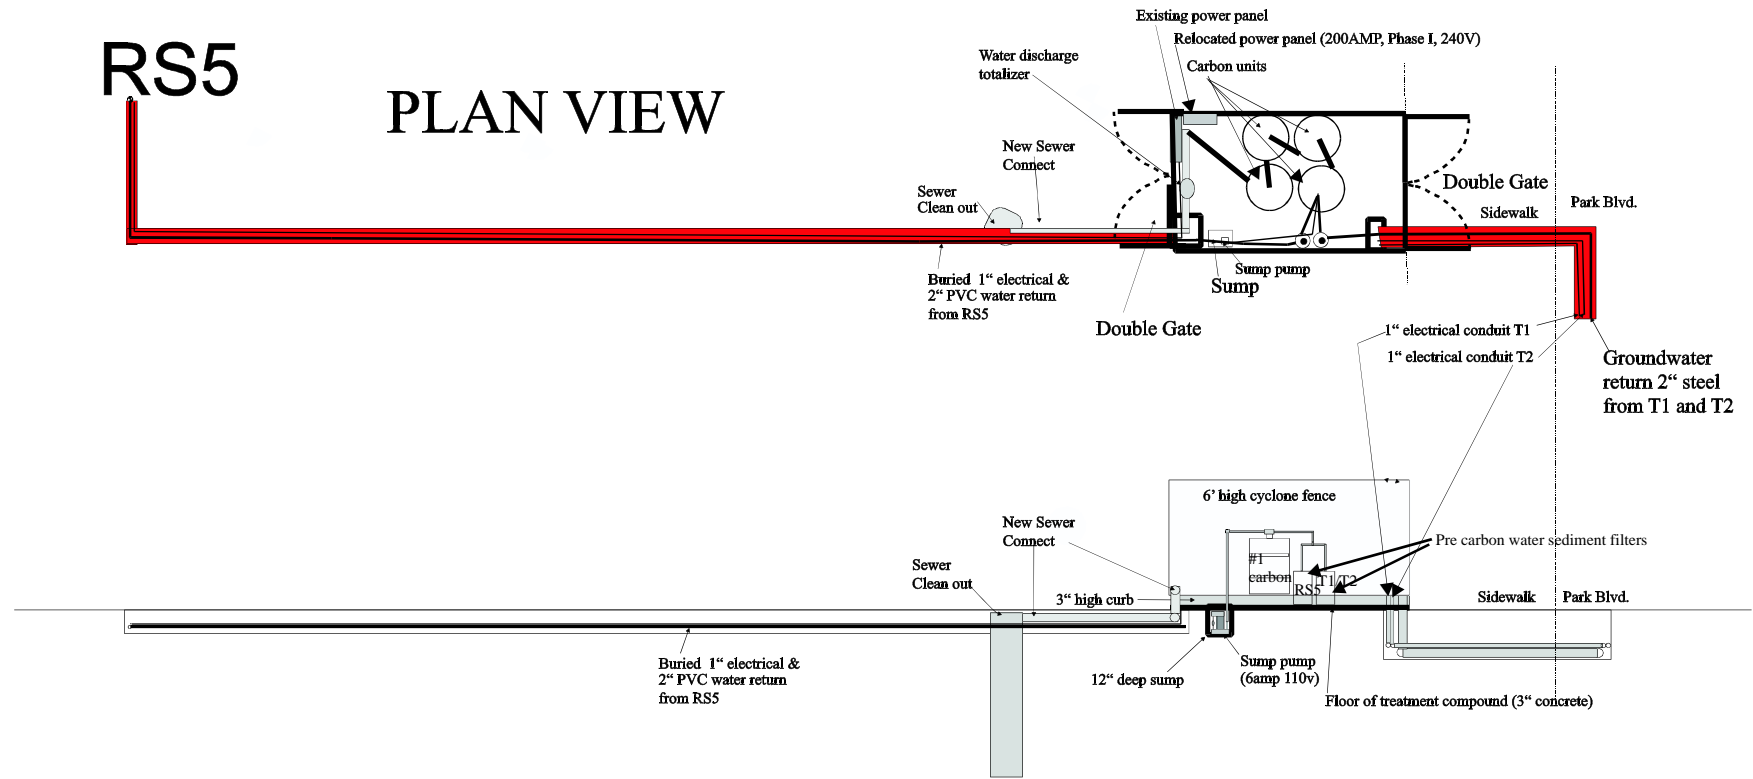 RS5
PLAN VIEW
Existing power panel
Relocated power panel (200AMP, Phase I, 240V)
Water discharge
totalizer
Carbon units
New Sewer
Connect
Sewer
Clean out
Double Gate
Sidewalk
Park Blvd.
Buried 1“ electrical &
2“ PVC water return
from RS5
Sump pump
Sump
Double Gate
1“ electrical conduit T1
1“ electrical conduit T2
Groundwater
return 2“ steel
from T1 and T2
6’ high cyclone fence
New Sewer
Connect
Pre carbon water sediment filters
#1
carbon
RS5
T1/T2
Sewer
Clean out
3“ high curb
Sidewalk
Park Blvd.
Buried 1“ electrical &
2“ PVC water return
from RS5
12“ deep sump
Sump pump
(6amp 110v)
Floor of treatment compound (3“ concrete)